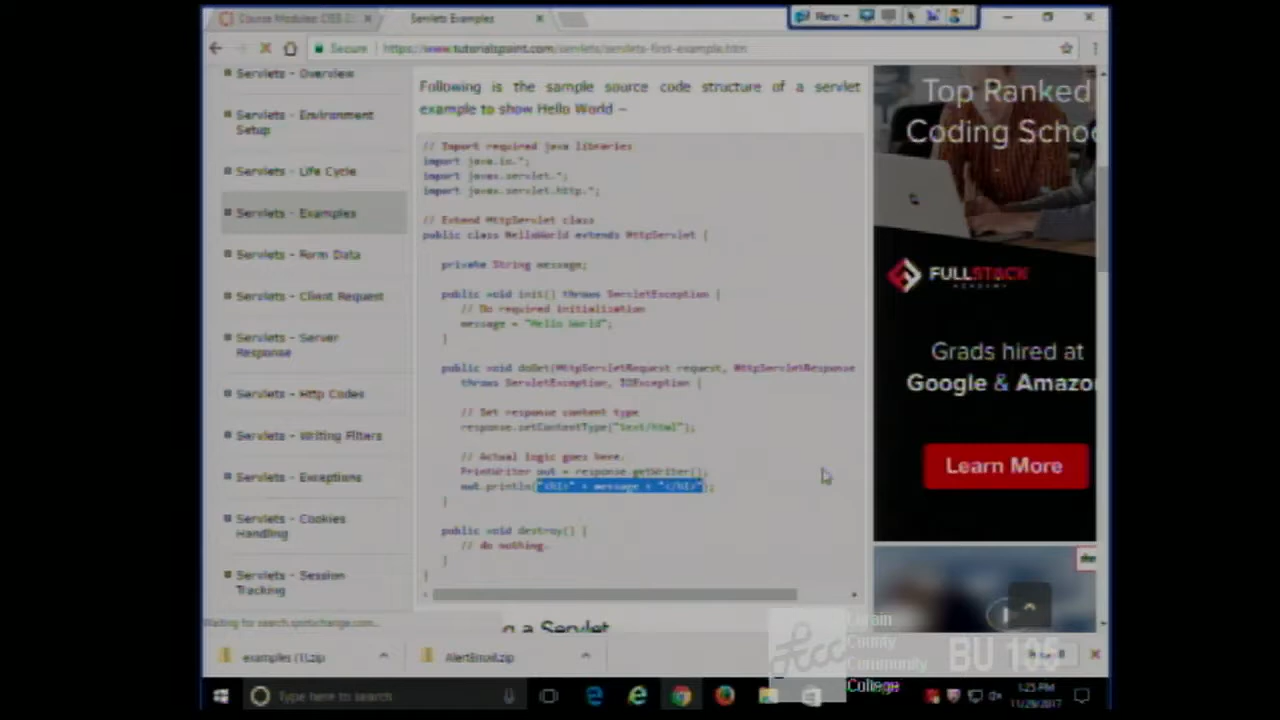 Servlets Examples
Menu
Secure
https://www.tutorialspoint.com/servlets/servlets-first-example.htm
Servlets - Overview
Servlets - Environment
Setup
Servlets - Life Cycle
Servlets - Examples
Servlets - Form Data
Servlets - Client Request
Servlets - Server
Response
Servlets - Http Codes
Servlets - Writing Filters
Servlets - Exceptions
Servlets - Cookies
Handling
Servlets - Session
Tracking
Following is the sample source code structure of a servlet
example to show Hello World −
// Import required java libraries
import java.io.*;
import javax.servlet.*;
import javax.servlet.http.*;
// Extend HttpServlet class
public class HelloWorld extends HttpServlet {
private String message;
public void init() throws ServletException {
// Do required initialization
message = "Hello World";
}
public void doGet(HttpServletRequest request, HttpServletResponse
throws ServletException, IOException {
// Set response content type
response.setContentType("text/html");
// Actual logic goes here.
PrintWriter out = response.getWriter();
out.println("<h1>" + message + "</h1>");
}
public void destroy() {
// do nothing.
}
}
g a Servlet
Top Ranked
Coding Schoo
FULLSTACK
ACADEMY
Grads hired at
Google & Amazo
Learn More
examples (1).zip
AlertEmail.zip
Lorain
County
Community
College
BU 105
Type here to search
1:25 PM
11/28/2017